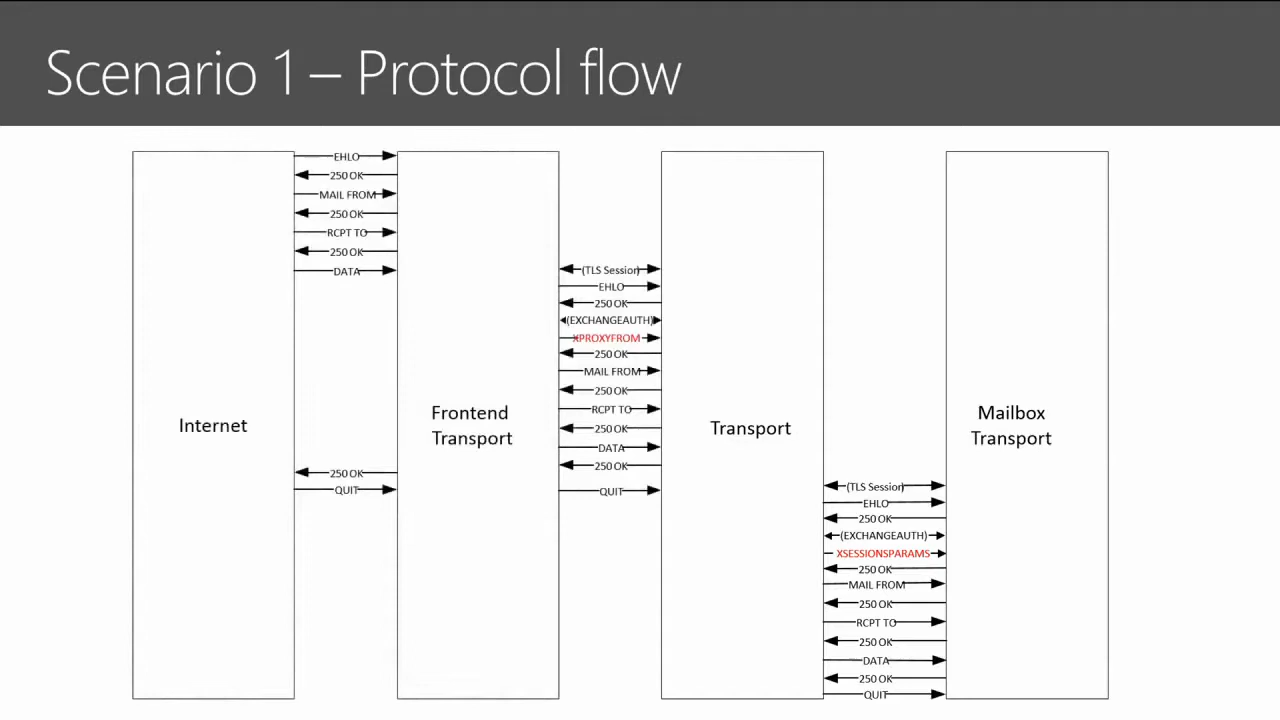 Scenario 1 – Protocol flow
EHLO
250 OK
MAIL FROM
250 OK
RCPT TO
250 OK
DATA
(TLS Session)
EHLO
250 OK
(EXCHANGEAUTH)
XPROXYFROM
250 OK
MAIL FROM
250 OK
RCPT TO
250 OK
DATA
250 OK
QUIT
Internet
Frontend
Transport
Transport
Mailbox
Transport
250 OK
QUIT
(TLS Session)
EHLO
250 OK
(EXCHANGEAUTH)
XSESSIONSPARAMS
250 OK
MAIL FROM
250 OK
RCPT TO
250 OK
DATA
250 OK
QUIT